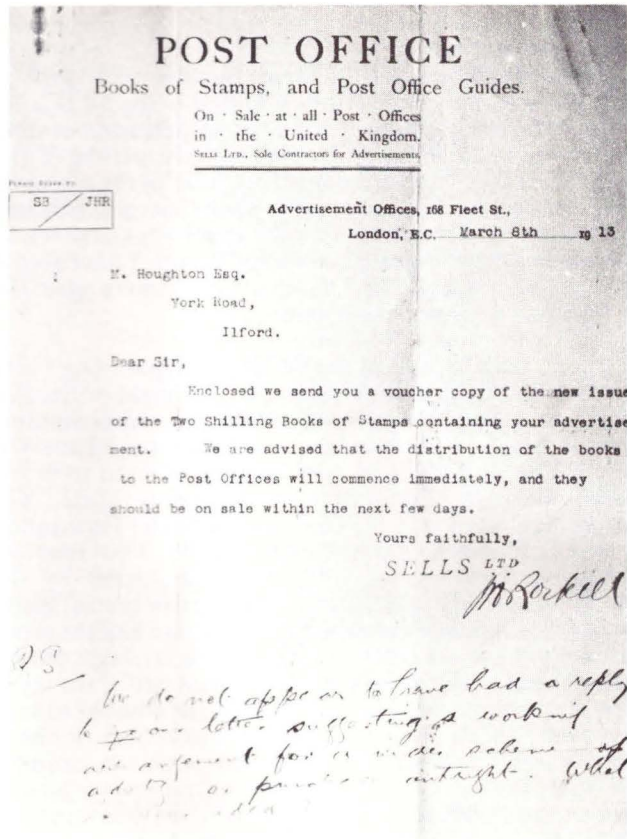 POST OFFICE
Books of Stamps, and Post Office Guides.
On · Sale · at · all · Post · Offices
in · the · United · Kingdom.
SELLS LTD., Sole Contractors for Advertisements.
PLEASE QUOTE TO
SB / JHR
Advertisement Offices, 168 Fleet St.,
London, E.C. March 8th 1913
M. Houghton Esq.
York Road,
Ilford.
Dear Sir,
Enclosed we send you a voucher copy of the new issue
of the Two Shilling Books of Stamps containing your advertise
ment. We are advised that the distribution of the books
to the Post Offices will commence immediately, and they
should be on sale within the next few days.
Yours faithfully,
SELLS LTD
PS
We do not appear to have had a reply
to our letter suggesting a working
arrangement for a wider scheme of
advtg or purchase outright. What